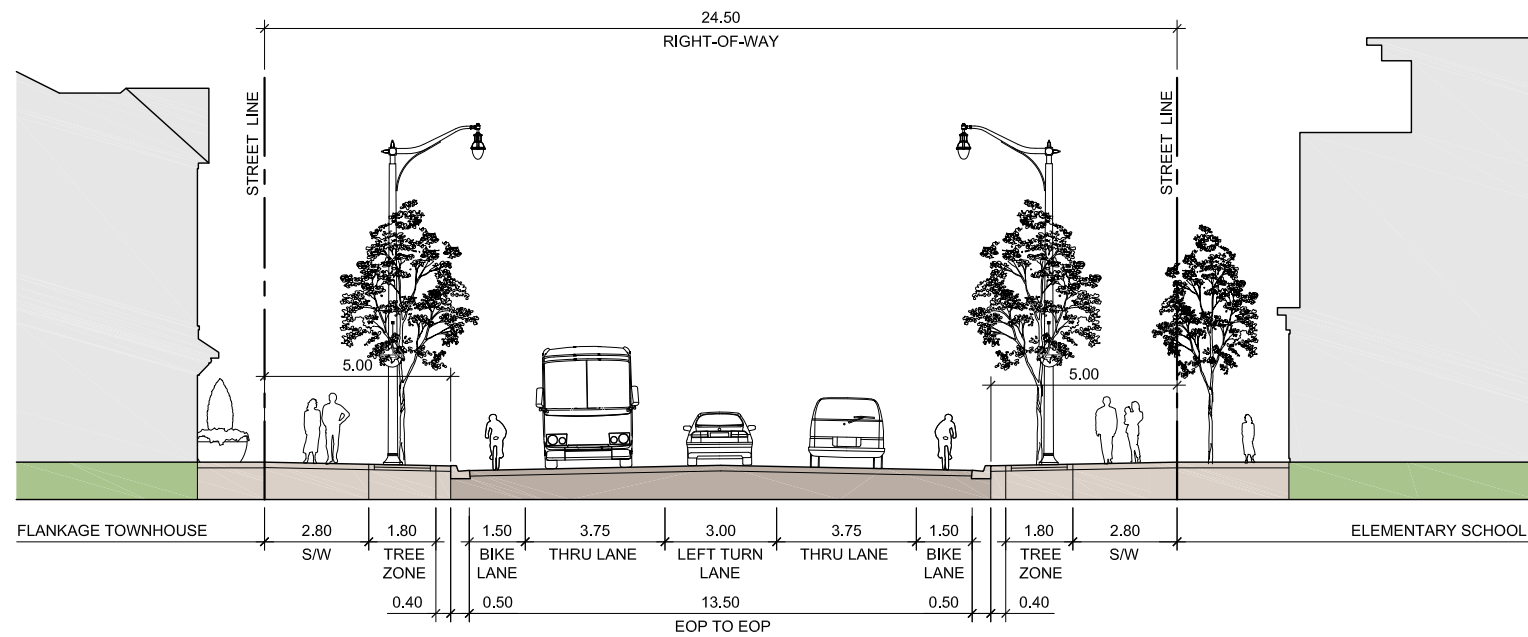 24.50
RIGHT-OF-WAY
STREET LINE
STREET LINE
5.00
5.00
FLANKAGE TOWNHOUSE
2.80
S/W
1.80
TREE
ZONE
1.50
BIKE
LANE
3.75
THRU LANE
3.00
LEFT TURN
LANE
3.75
THRU LANE
1.50
BIKE
LANE
1.80
TREE
ZONE
2.80
S/W
ELEMENTARY SCHOOL
0.40
0.50
13.50
0.50
0.40
EOP TO EOP